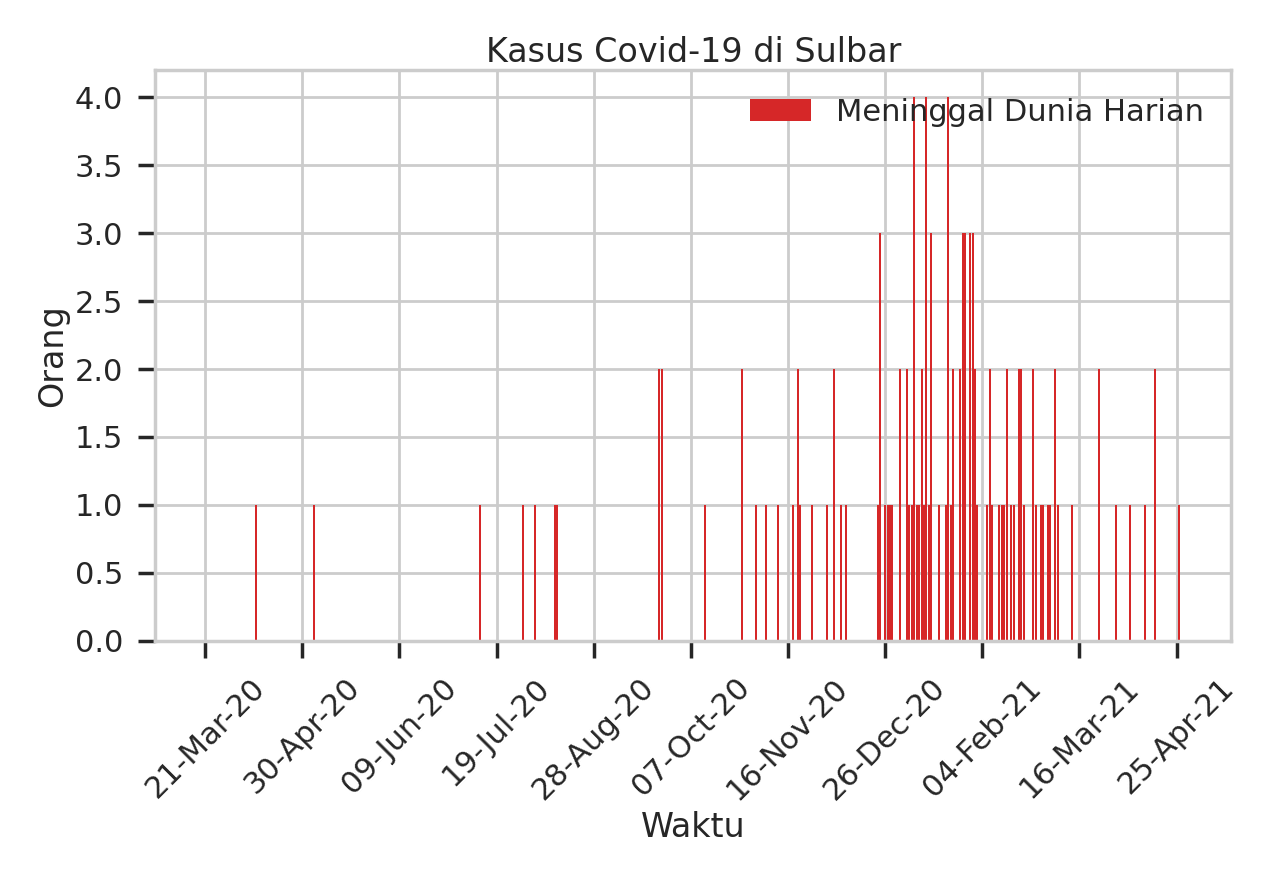 Kasus Covid-19 di Sulbar
Meninggal Dunia Harian
4.0
3.5
3.0
2.5
2.0
1.5
1.0
0.5
0.0
Orang
21-Mar-20
30-Apr-20
09-Jun-20
19-Jul-20
28-Aug-20
07-Oct-20
16-Nov-20
26-Dec-20
04-Feb-21
16-Mar-21
25-Apr-21
Waktu